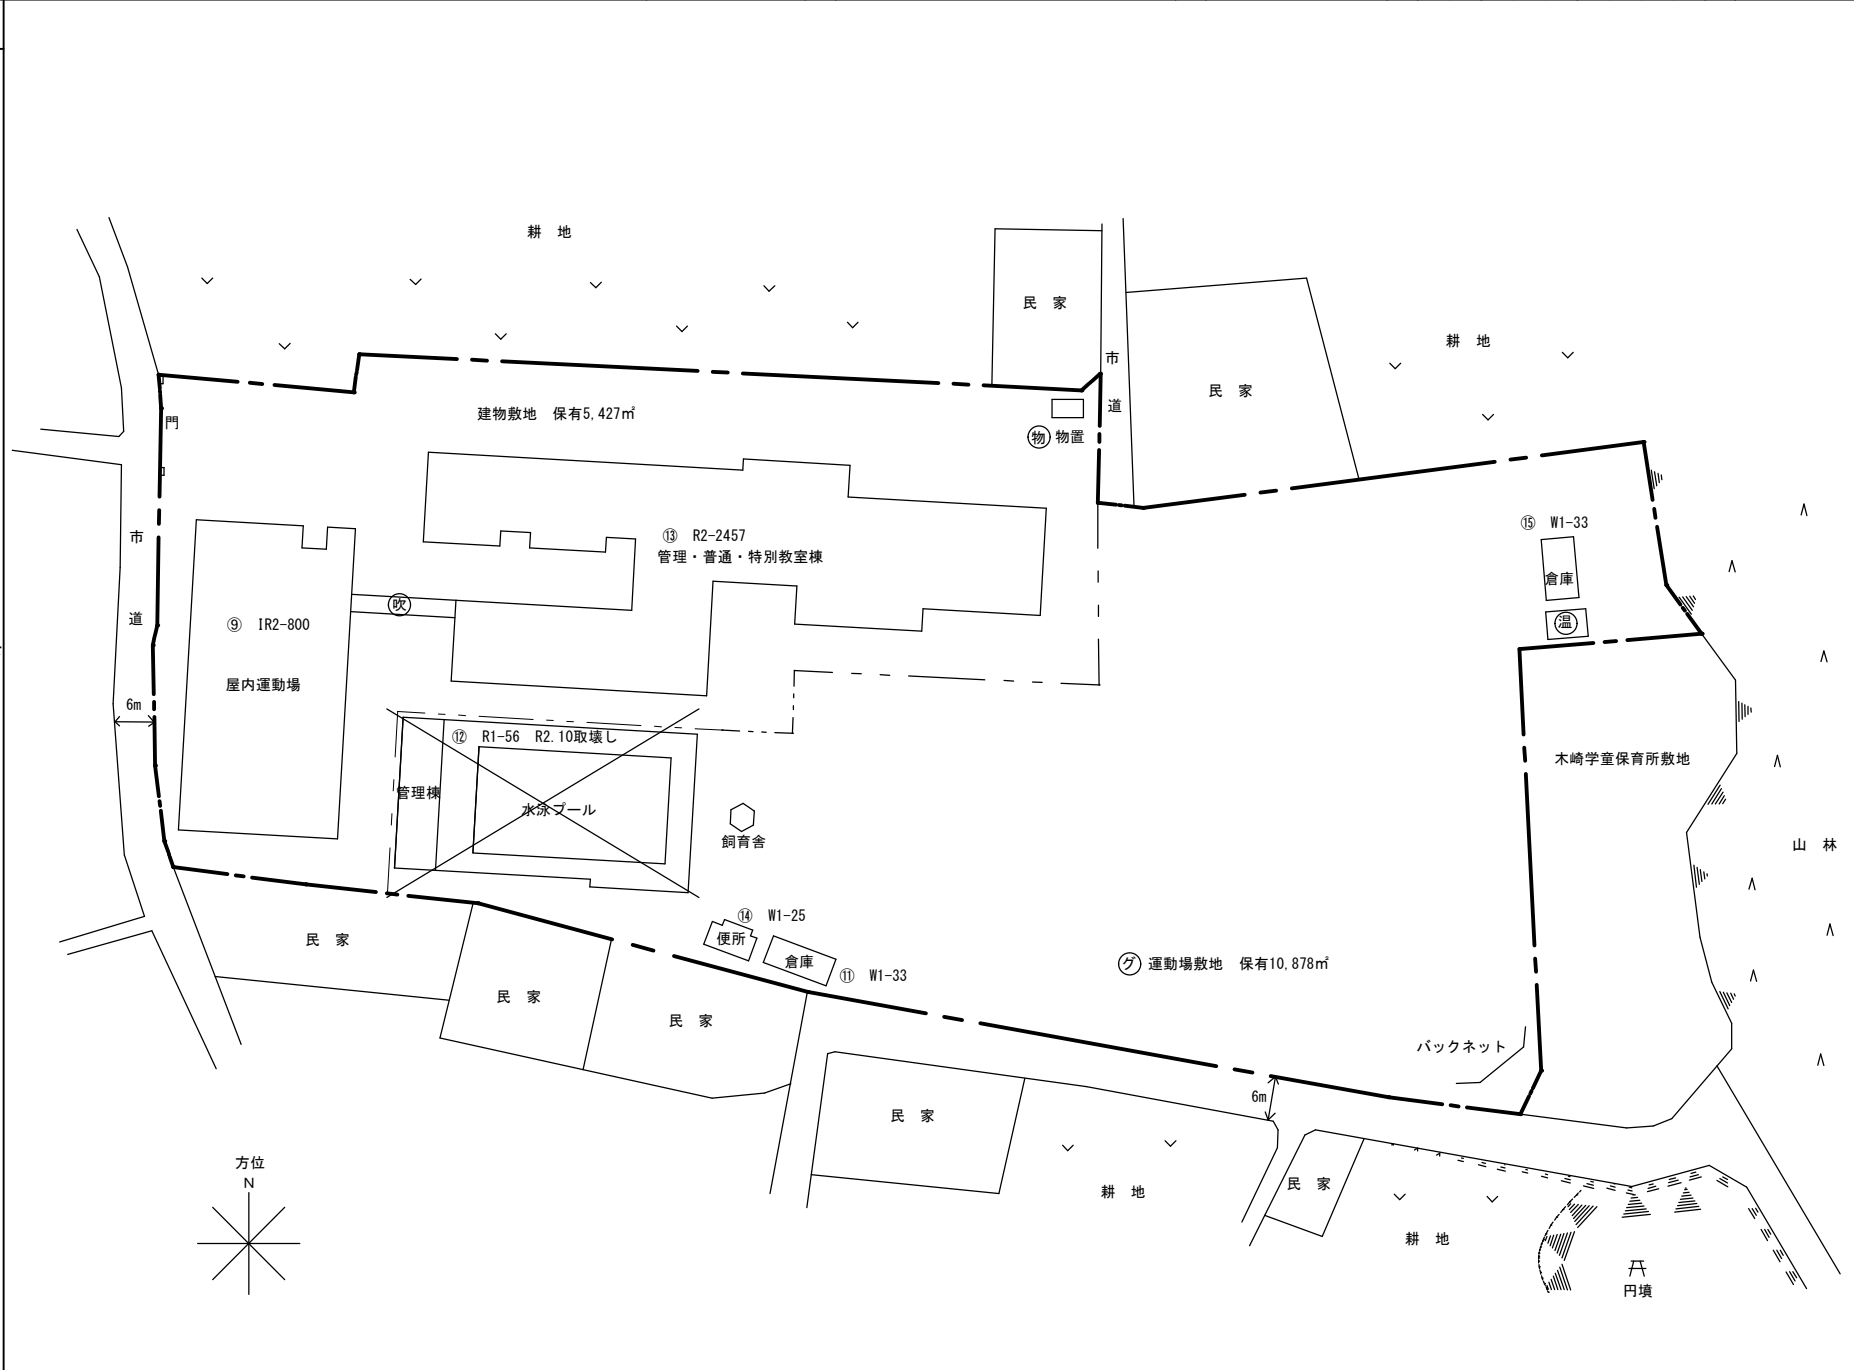 耕　地
民　家
市
道
耕　地
民　家
建物敷地　保有5,427㎡
門
物 物置
⑬　R2-2457
管理・普通・特別教室棟
⑮　W1-33
倉庫
温
市
道
吹
⑨　IR2-800
屋内運動場
6m
⑫　R1-56　R2.10取壊し
管理棟
水泳プール
飼育舎
木崎学童保育所敷地
山　林
⑭　W1-25
便所
倉庫
⑪　W1-33
グ 運動場敷地　保有10,878㎡
民　家
民　家
民　家
バックネット
6m
民　家
耕　地
民　家
耕　地
円墳
方位
N